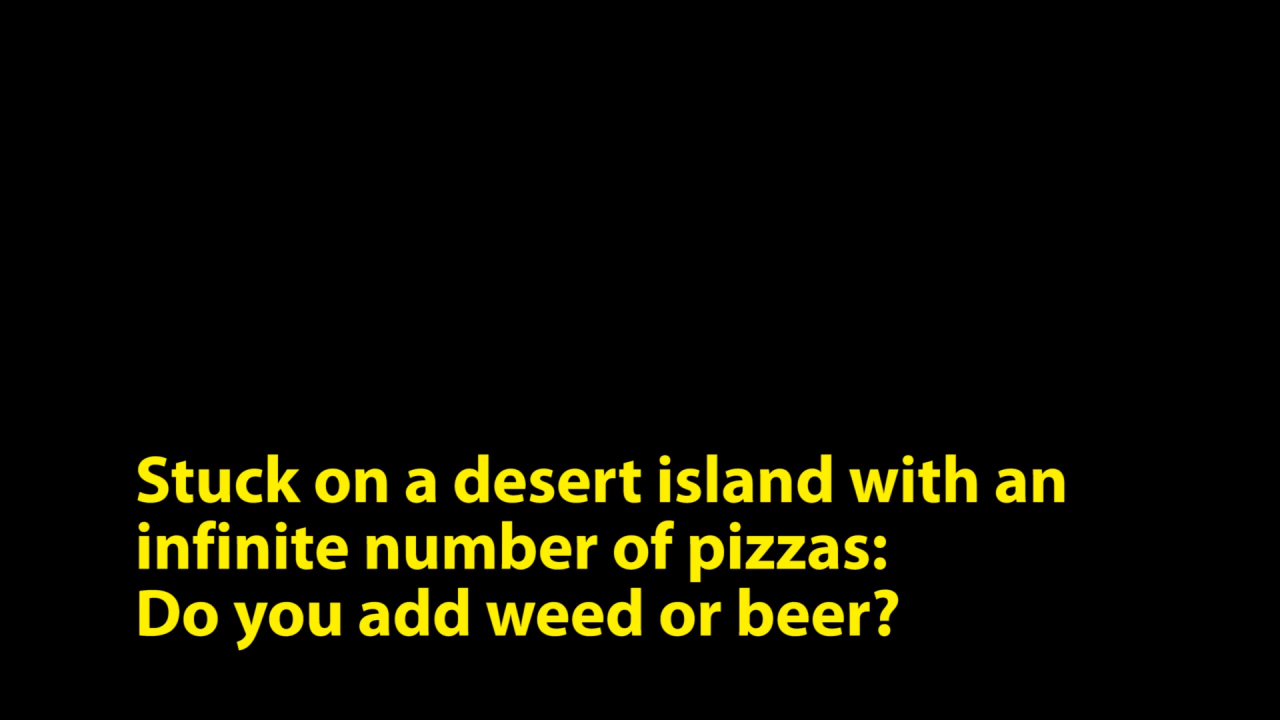 Stuck on a desert island with an
infinite number of pizzas:
Do you add weed or beer?